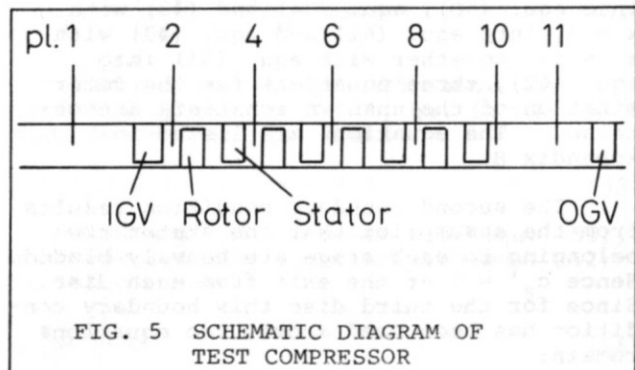 pl. 1 2 4 6 8 10 11
IGV Rotor Stator OGV
FIG. 5 SCHEMATIC DIAGRAM OF
TEST COMPRESSOR